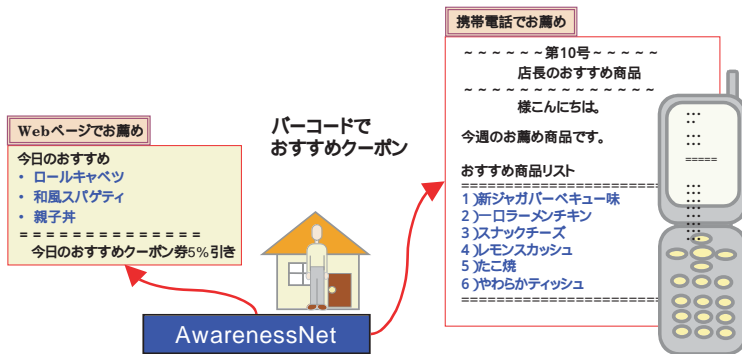 携帯電話でお薦め
~~~~~~第10号~~~~~
店長のおすすめ商品
~~~~~~~~~~~~~
様こんにちは。
今週のお薦め商品です。
おすすめ商品リスト
========================
1)新ジャガバーベキュー味
2)一口ラーメンチキン
3)スナックチーズ
4)レモンスカッシュ
5)たこ焼
6)やわらかティッシュ
========================
Webページでお薦め
今日のおすすめ
・ ロールキャベツ
・ 和風スパゲティ
・ 親子丼
==============
今日のおすすめクーポン券5%引き
バーコードで
おすすめクーポン
AwarenessNet